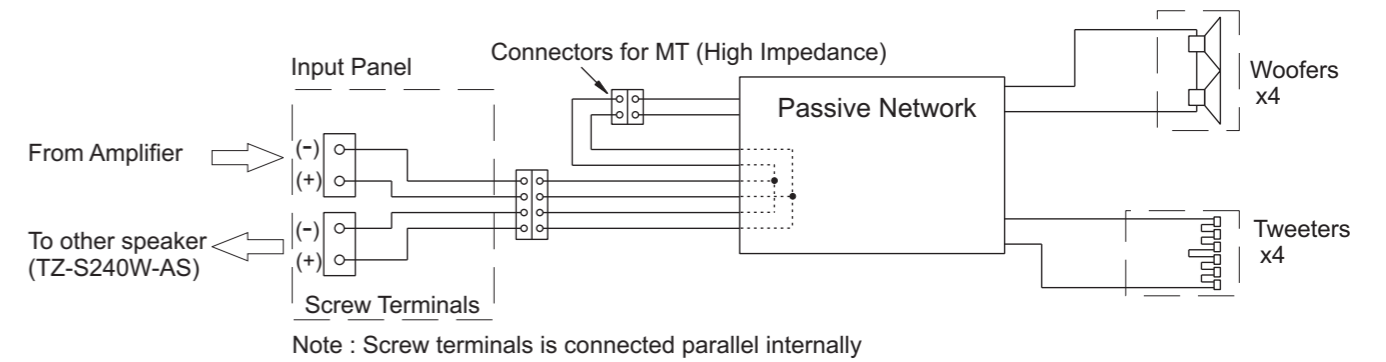 Connectors for MT (High Impedance)
Input Panel
Passive Network
Woofers
x4
From Amplifier
(-)
(+)
To other speaker
(TZ-S240W-AS)
(-)
(+)
Tweeters
x4
Screw Terminals
Note : Screw terminals is connected parallel internally